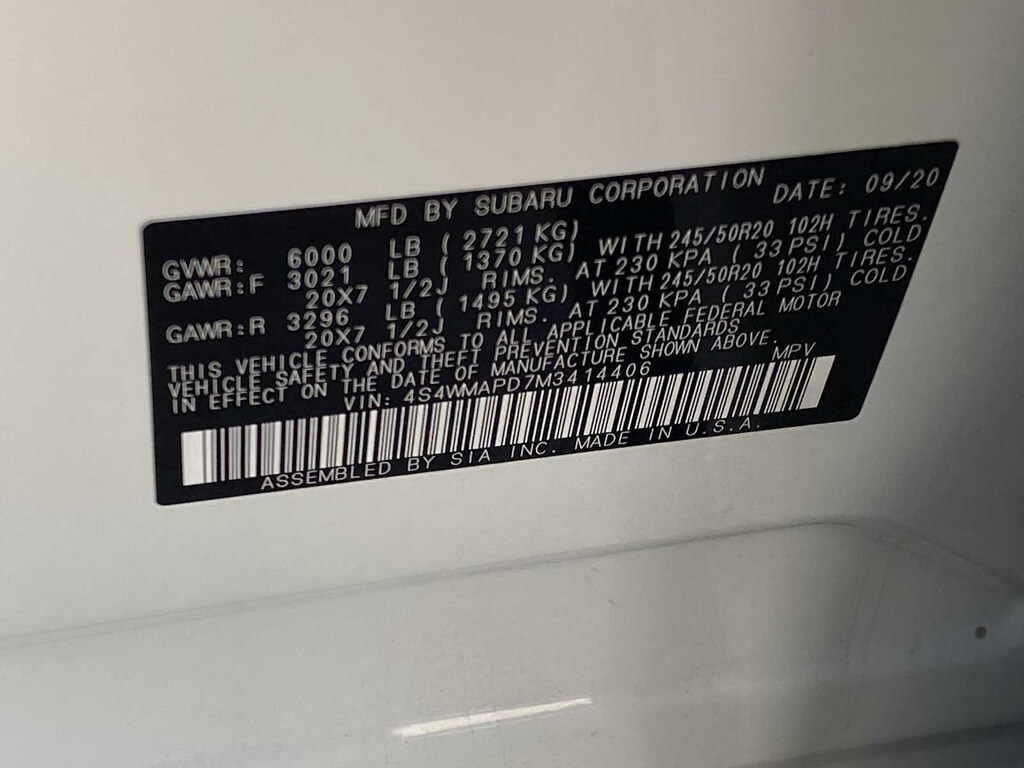 MFD BY SUBARU CORPORATION DATE: 09/20
GVWR: 6000 LB ( 2721 KG)
GAWR:F 3021 LB ( 1370 KG) WITH 245/50R20 102H TIRES.
20X7 1/2J RIMS. AT 230 KPA ( 33 PSI) COLD
GAWR:R 3296 LB ( 1495 KG) WITH 245/50R20 102H TIRES.
20X7 1/2J RIMS. AT 230 KPA ( 33 PSI) COLD
THIS VEHICLE CONFORMS TO ALL APPLICABLE FEDERAL MOTOR
VEHICLE SAFETY AND THEFT PREVENTION STANDARDS
IN EFFECT ON THE DATE OF MANUFACTURE SHOWN ABOVE.
VIN: 4S4WMAPD7M3414406 MPV
ASSEMBLED BY SIA INC. MADE IN U.S.A.